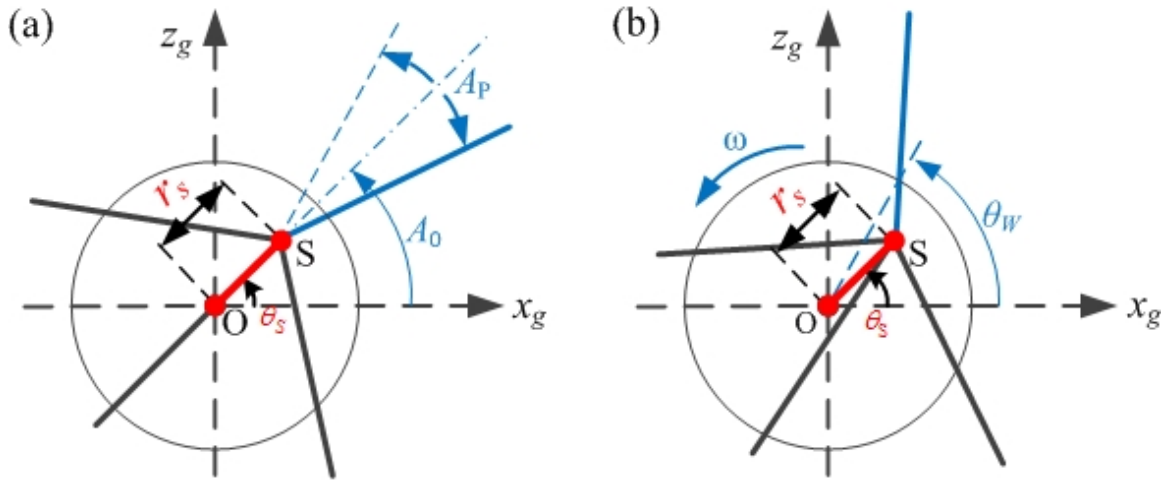 (a)
z_g
A_P
r_s
A_0
S
O
θ_S
x_g
(b)
z_g
ω
r_s
θ_W
S
O
θ_s
x_g